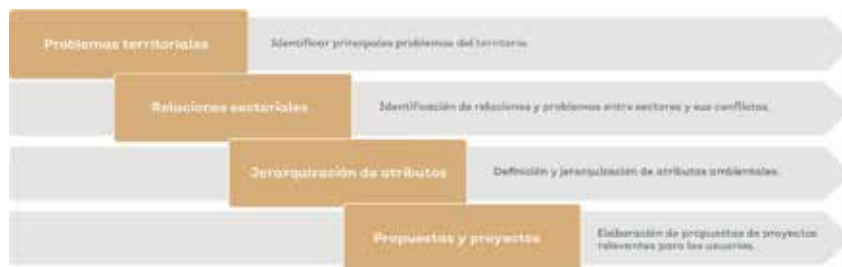 Problemas territoriales
Identificar principales problemas del territorio.
Relaciones sectoriales
Identificación de relaciones y problemas entre sectores y sus conflictos.
Jerarquización de atributos
Definición y jerarquización de atributos ambientales.
Propuestas y proyectos
Elaboración de propuestas de proyectos
relevantes para los usuarios.